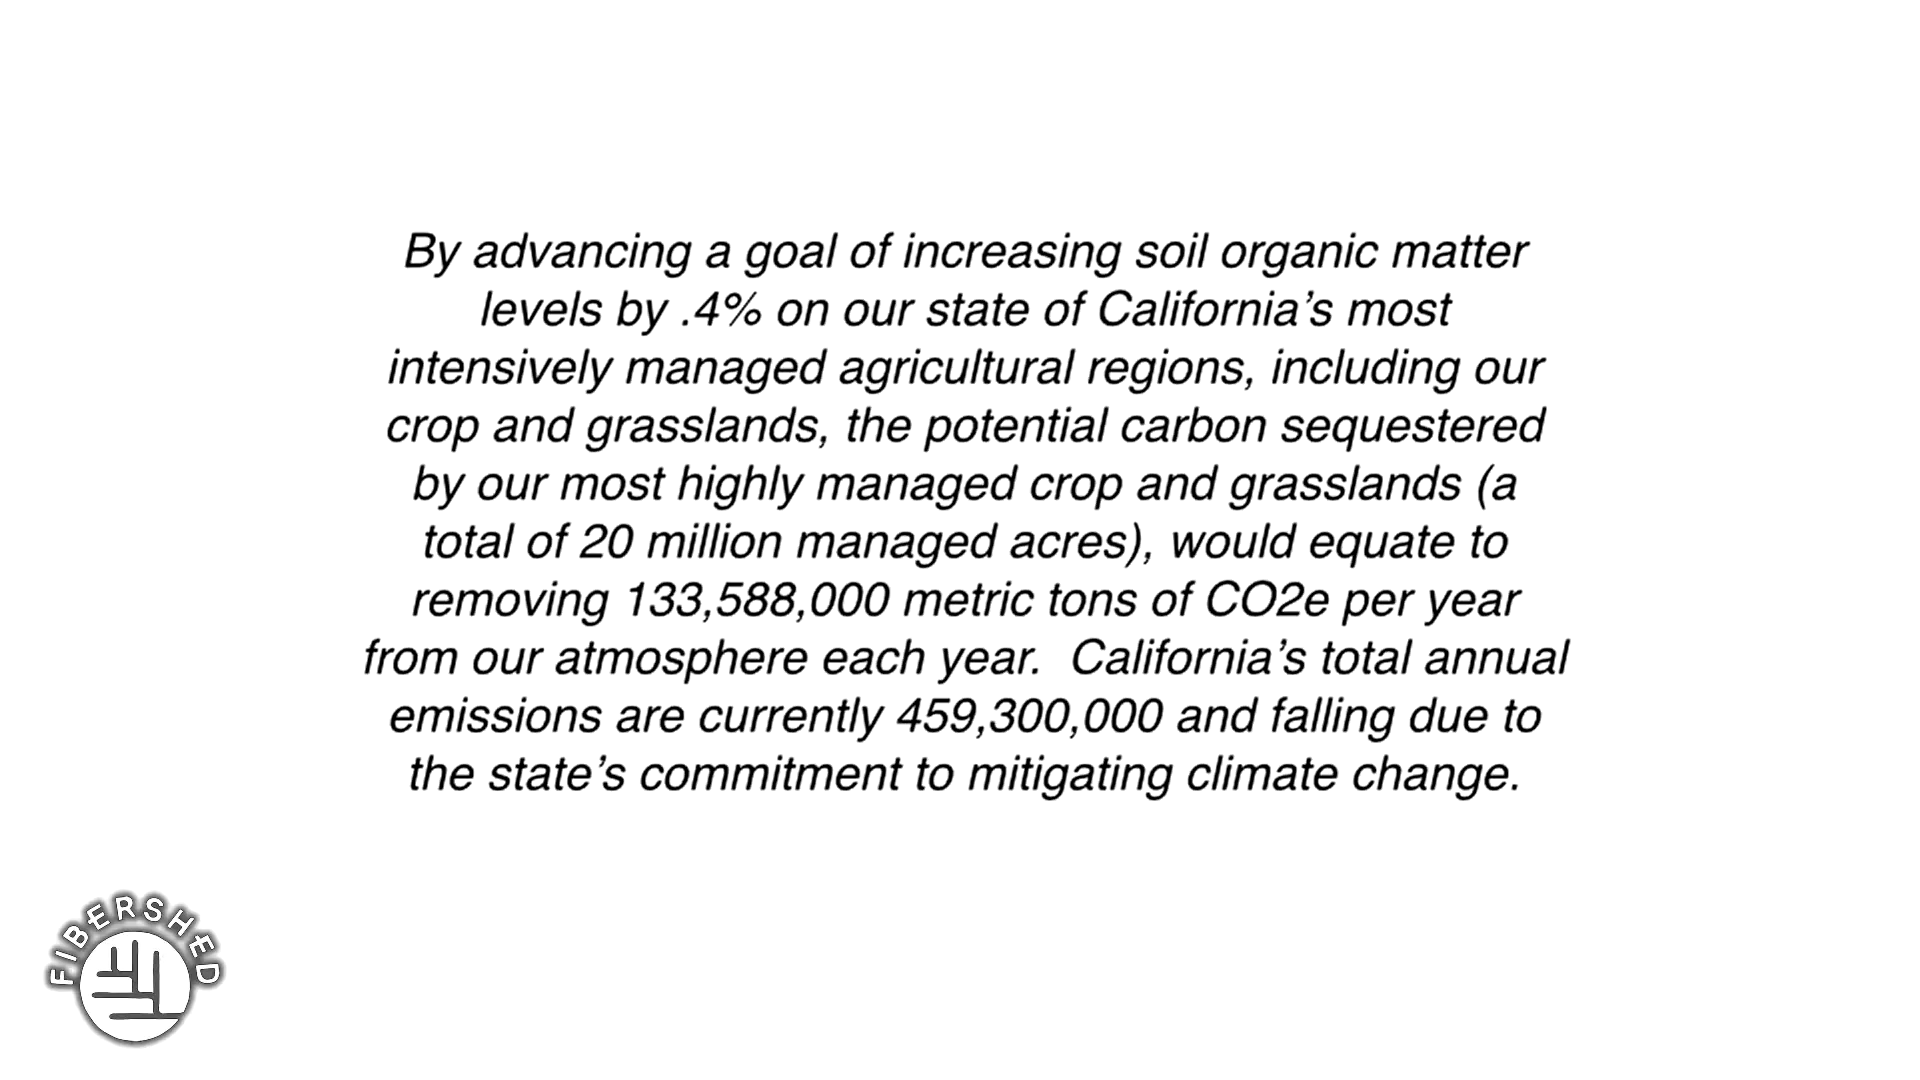 By advancing a goal of increasing soil organic matter
levels by .4% on our state of California’s most
intensively managed agricultural regions, including our
crop and grasslands, the potential carbon sequestered
by our most highly managed crop and grasslands (a
total of 20 million managed acres), would equate to
removing 133,588,000 metric tons of CO2e per year
from our atmosphere each year.  California’s total annual
emissions are currently 459,300,000 and falling due to
the state’s commitment to mitigating climate change.
FIBERSHED